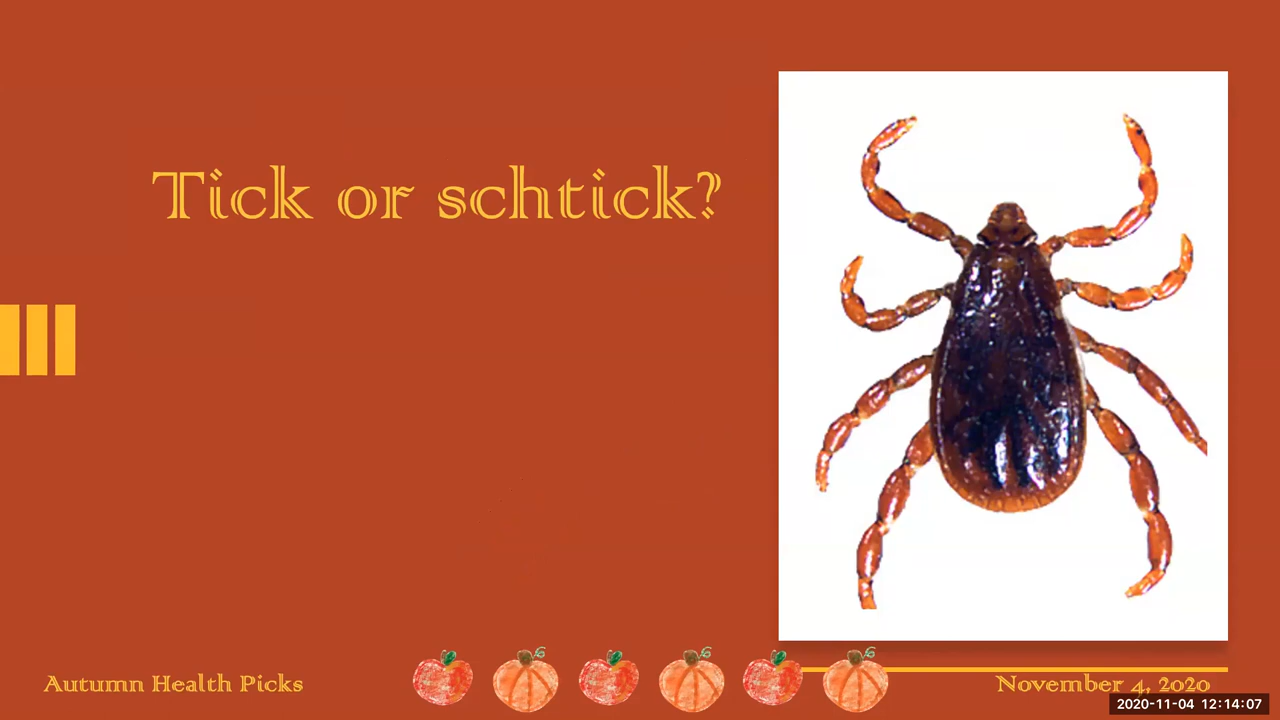 Tick or schtick?
Autumn Health Picks
November 4, 2020
2020-11-04 12:14:07